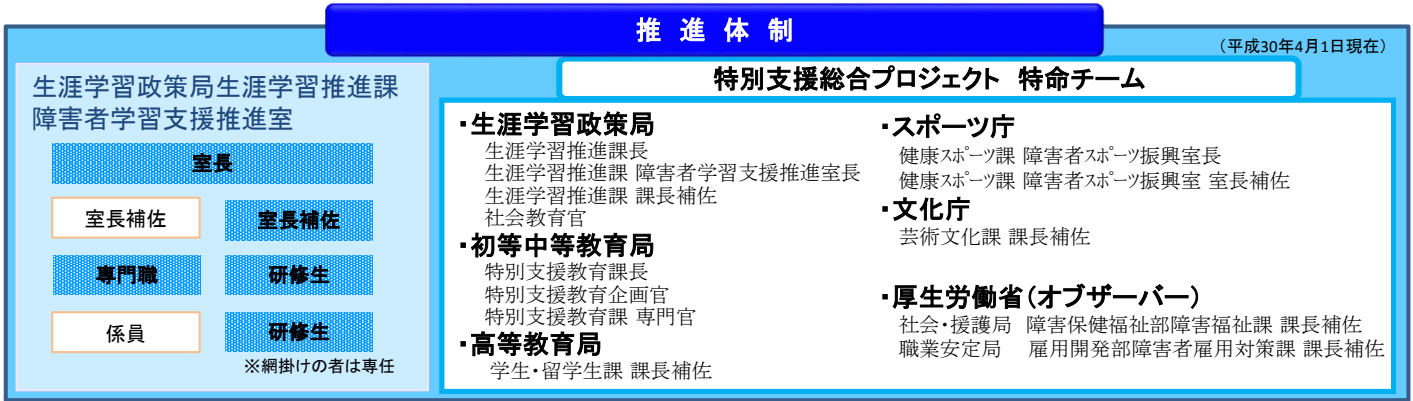 推 進 体 制
（平成30年4月1日現在）
生涯学習政策局生涯学習推進課
障害者学習支援推進室
室長
室長補佐 室長補佐
専門職 研修生
係員 研修生
※網掛けの者は専任
特別支援総合プロジェクト 特命チーム
・生涯学習政策局
生涯学習推進課長
生涯学習推進課 障害者学習支援推進室長
生涯学習推進課 課長補佐
社会教育官
・初等中等教育局
特別支援教育課長
特別支援教育企画官
特別支援教育課 専門官
・高等教育局
学生・留学生課 課長補佐
・スポーツ庁
健康スポーツ課 障害者スポーツ振興室長
健康スポーツ課 障害者スポーツ振興室 室長補佐
・文化庁
芸術文化課 課長補佐
・厚生労働省（オブザーバー）
社会・援護局 障害保健福祉部障害福祉課 課長補佐
職業安定局 雇用開発部障害者雇用対策課 課長補佐